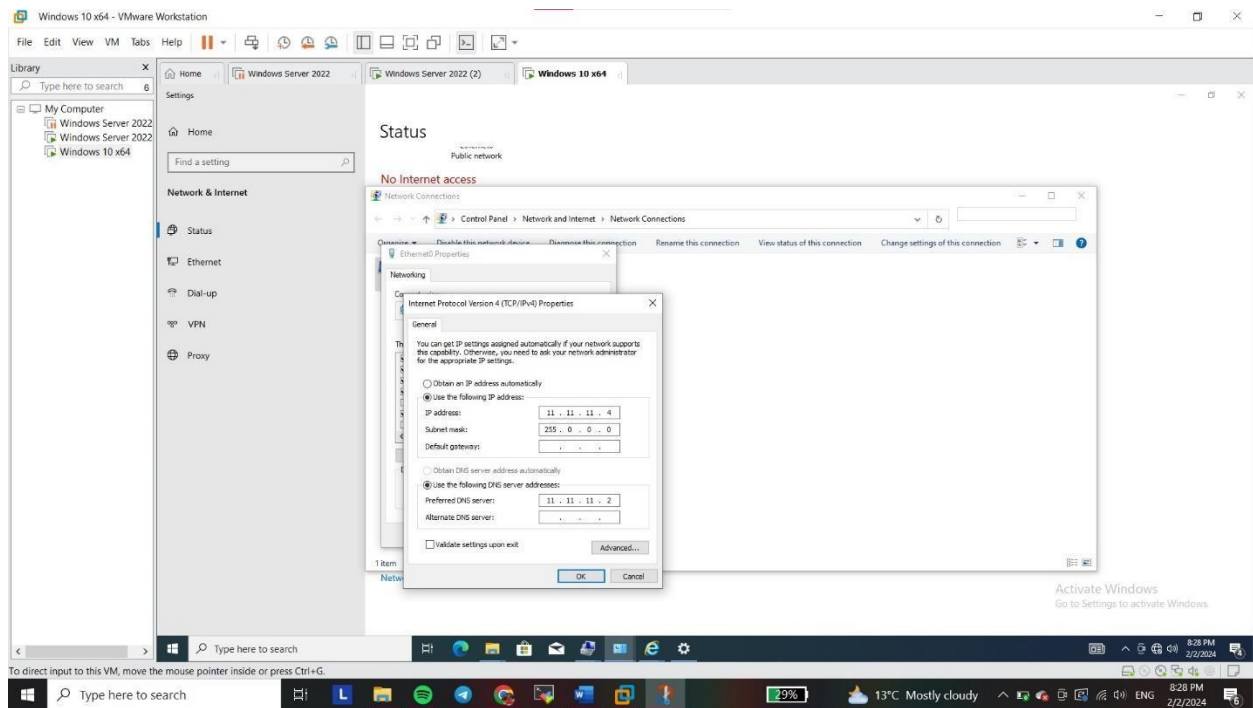 Windows 10 x64 - VMware Workstation
File Edit View VM Tabs Help
Library
Type here to search
My Computer
Windows Server 2022
Windows Server 2022
Windows 10 x64
Home
Windows Server 2022
Windows Server 2022 (2)
Windows 10 x64
Settings
Home
Find a setting
Network & Internet
Status
Ethernet
Dial-up
VPN
Proxy
Status
Public network
No Internet access
Network Connections
Control Panel > Network and Internet > Network Connections
Organize Disable this network device Diagnose this connection Rename this connection View status of this connection Change settings of this connection
Ethernet0 Properties
Networking
Internet Protocol Version 4 (TCP/IPv4) Properties
General
You can get IP settings assigned automatically if your network supports
this capability. Otherwise, you need to ask your network administrator
for the appropriate IP settings.
Obtain an IP address automatically
Use the following IP address:
IP address: 11 . 11 . 11 . 4
Subnet mask: 255 . 0 . 0 . 0
Default gateway: . . .
Obtain DNS server address automatically
Use the following DNS server addresses:
Preferred DNS server: 11 . 11 . 11 . 2
Alternate DNS server: . . .
Validate settings upon exit
Advanced...
OK Cancel
1 item
Netw
Activate Windows
Go to Settings to activate Windows.
Type here to search
8:28 PM
2/2/2024
To direct input to this VM, move the mouse pointer inside or press Ctrl+G.
Type here to search
29%
13°C Mostly cloudy
ENG
8:28 PM
2/2/2024